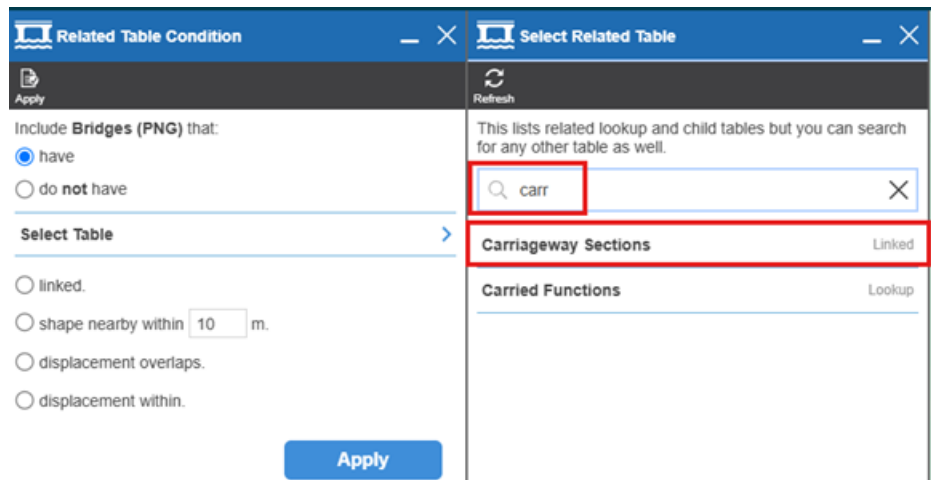 Related Table Condition
Apply
Include Bridges (PNG) that:
have
do not have
Select Table
linked.
shape nearby within 10 m.
displacement overlaps.
displacement within.
Apply
Select Related Table
Refresh
This lists related lookup and child tables but you can search
for any other table as well.
carr
Carriageway Sections Linked
Carried Functions Lookup